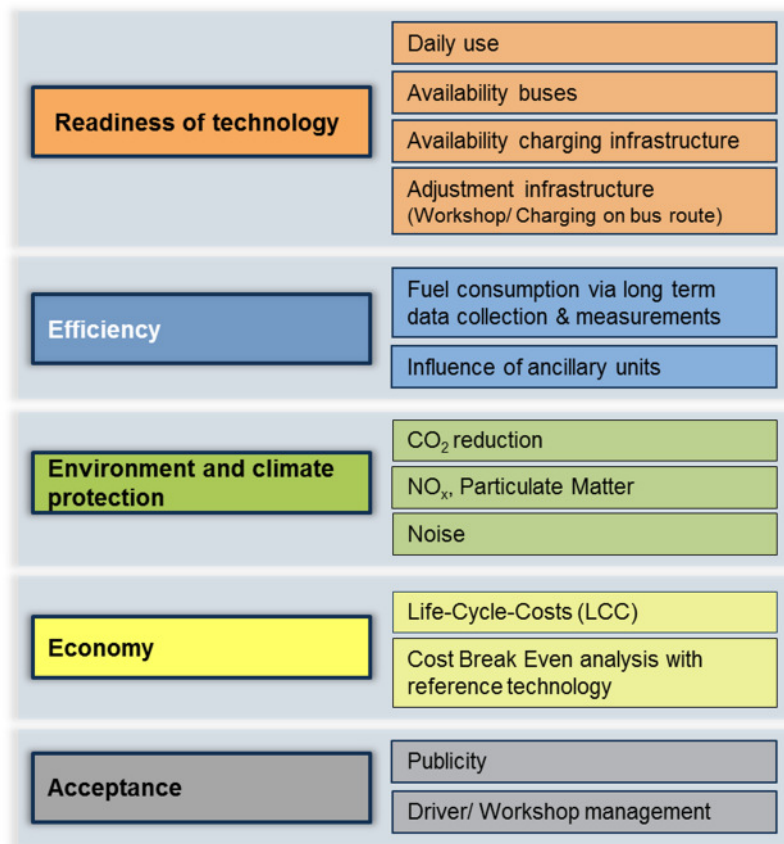 Readiness of technology
Daily use
Availability buses
Availability charging infrastructure
Adjustment infrastructure
(Workshop/ Charging on bus route)
Efficiency
Fuel consumption via long term
data collection & measurements
Influence of ancillary units
Environment and climate
protection
CO₂ reduction
NOₓ, Particulate Matter
Noise
Economy
Life-Cycle-Costs (LCC)
Cost Break Even analysis with
reference technology
Acceptance
Publicity
Driver/ Workshop management